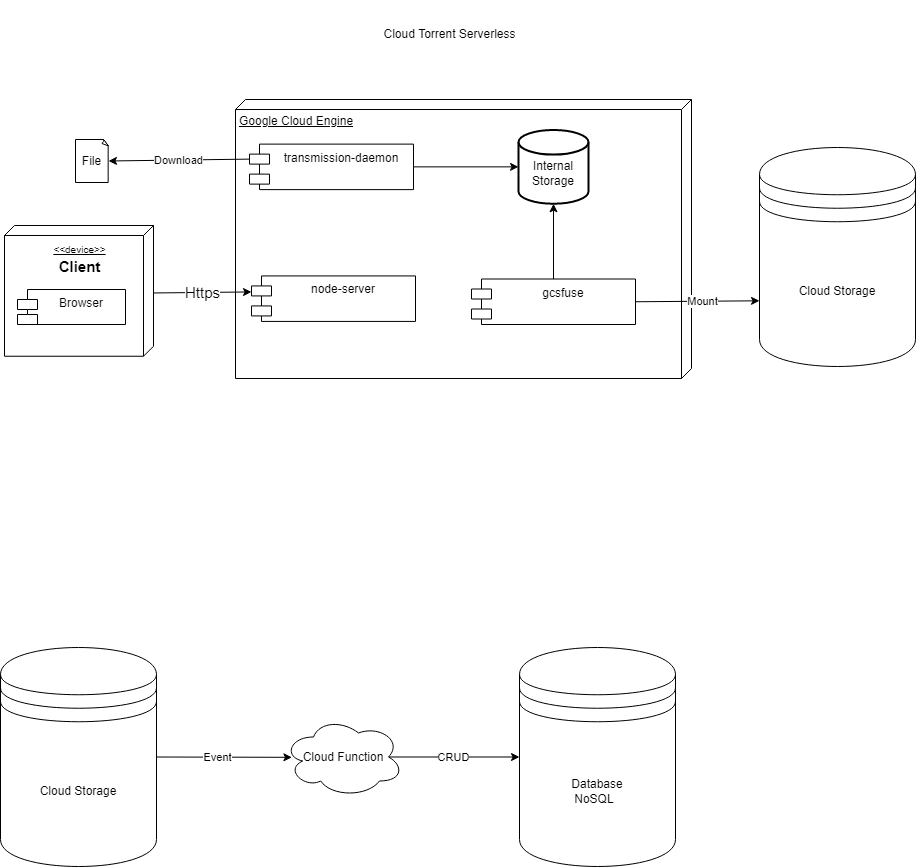 Cloud Torrent Serverless
Google Cloud Engine
File
Download
transmission-daemon
Internal
Storage
<<device>>
Client
Browser
Https
node-server
gcsfuse
Mount
Cloud Storage
Cloud Storage
Event
Cloud Function
CRUD
Database
NoSQL